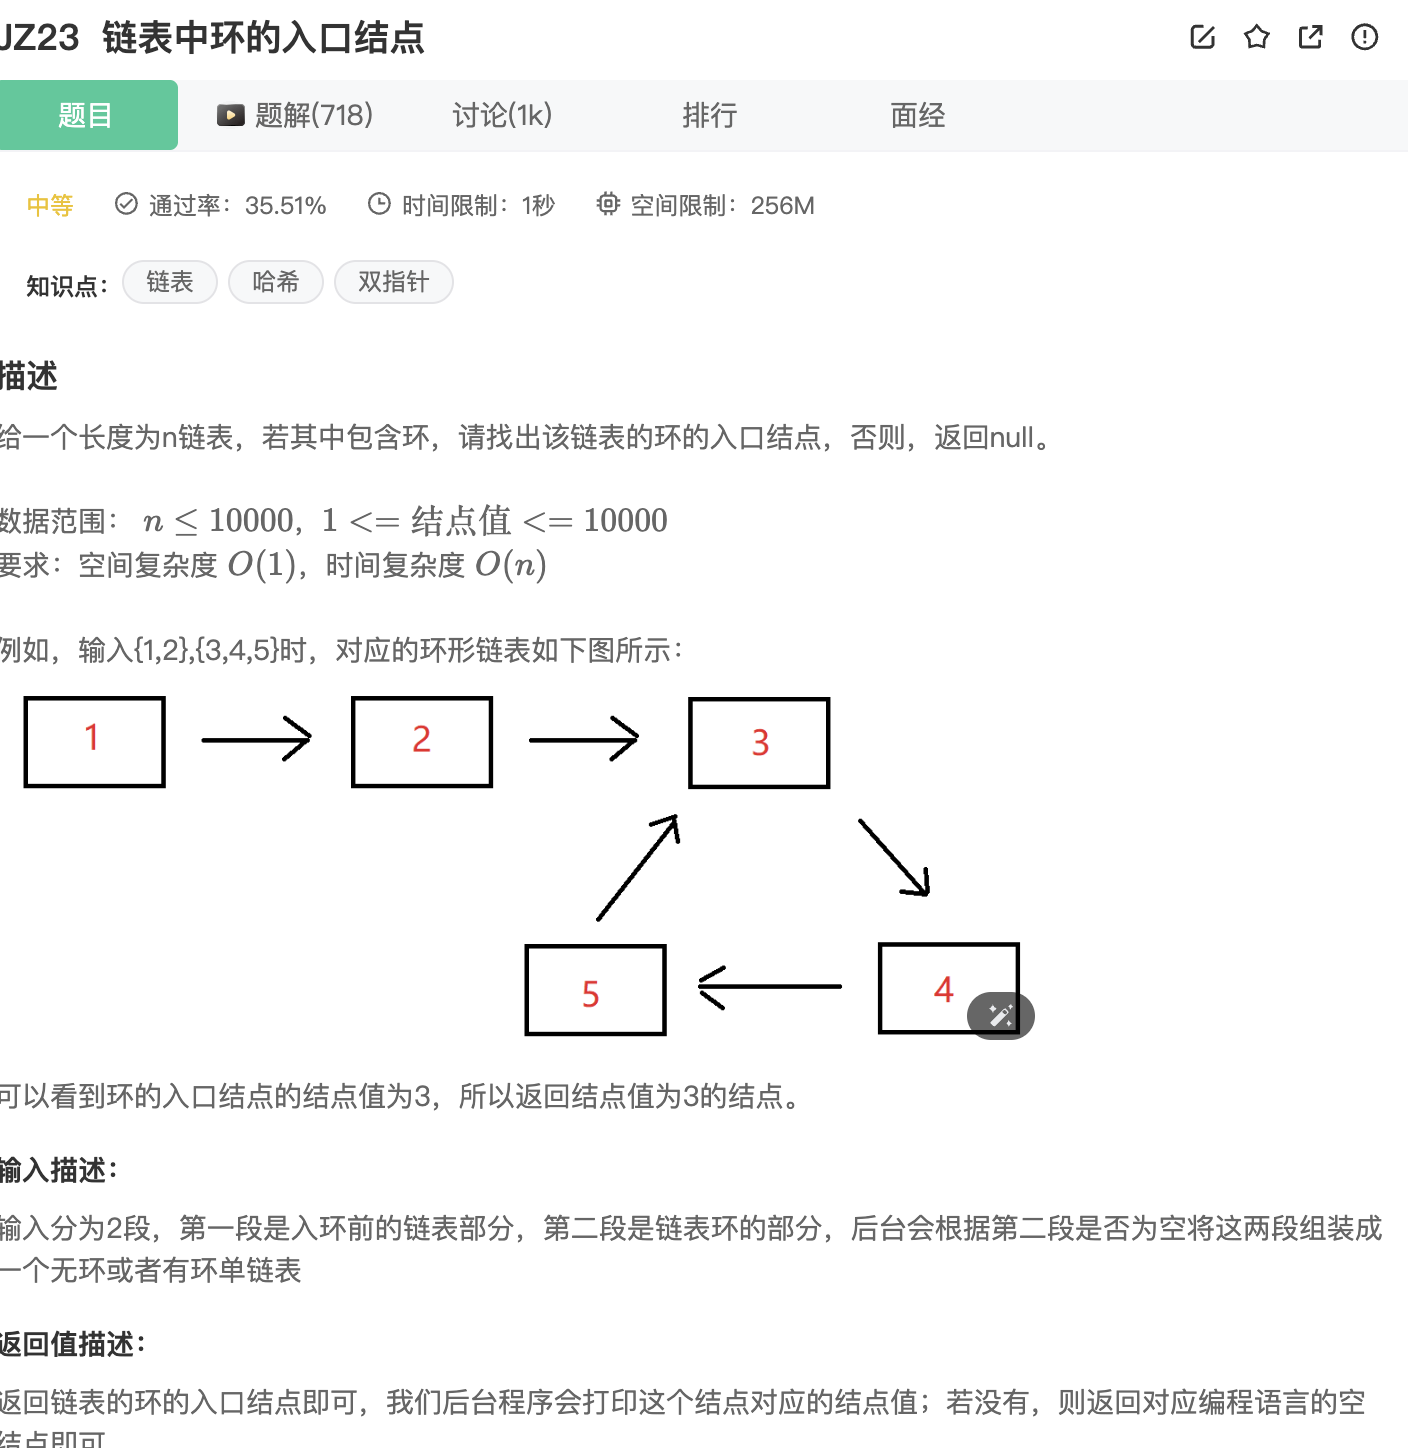 JZ23 链表中环的入口结点
题目 题解(718) 讨论(1k) 排行 面经
中等 通过率：35.51% 时间限制：1秒 空间限制：256M
知识点： 链表 哈希 双指针
描述
给一个长度为n链表，若其中包含环，请找出该链表的环的入口结点，否则，返回null。
数据范围： n ≤ 10000，1 <= 结点值 <= 10000
要求：空间复杂度 O(1)，时间复杂度 O(n)
例如，输入{1,2},{3,4,5}时，对应的环形链表如下图所示：
1 2 3
5 4
可以看到环的入口结点的结点值为3，所以返回结点值为3的结点。
输入描述：
输入分为2段，第一段是入环前的链表部分，第二段是链表环的部分，后台会根据第二段是否为空将这两段组装成
一个无环或者有环单链表
返回值描述：
返回链表的环的入口结点即可，我们后台程序会打印这个结点对应的结点值；若没有，则返回对应编程语言的空
结点即可